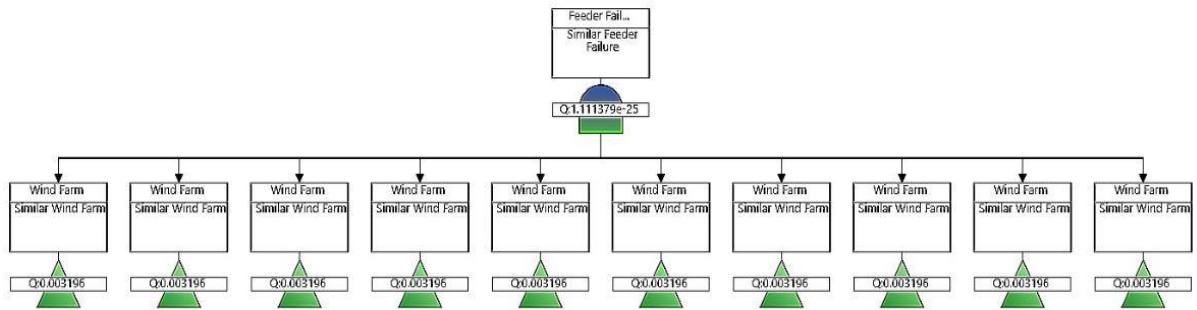 Feeder Fail...
Similar Feeder
Failure
Q:1.111379e-25
Wind Farm Wind Farm Wind Farm Wind Farm Wind Farm Wind Farm Wind Farm Wind Farm Wind Farm Wind Farm
Similar Wind Farm Similar Wind Farm Similar Wind Farm Similar Wind Farm Similar Wind Farm Similar Wind Farm Similar Wind Farm Similar Wind Farm Similar Wind Farm Similar Wind Farm
Q:0.003196 Q:0.003196 Q:0.003196 Q:0.003196 Q:0.003196 Q:0.003196 Q:0.003196 Q:0.003196 Q:0.003196 Q:0.003196